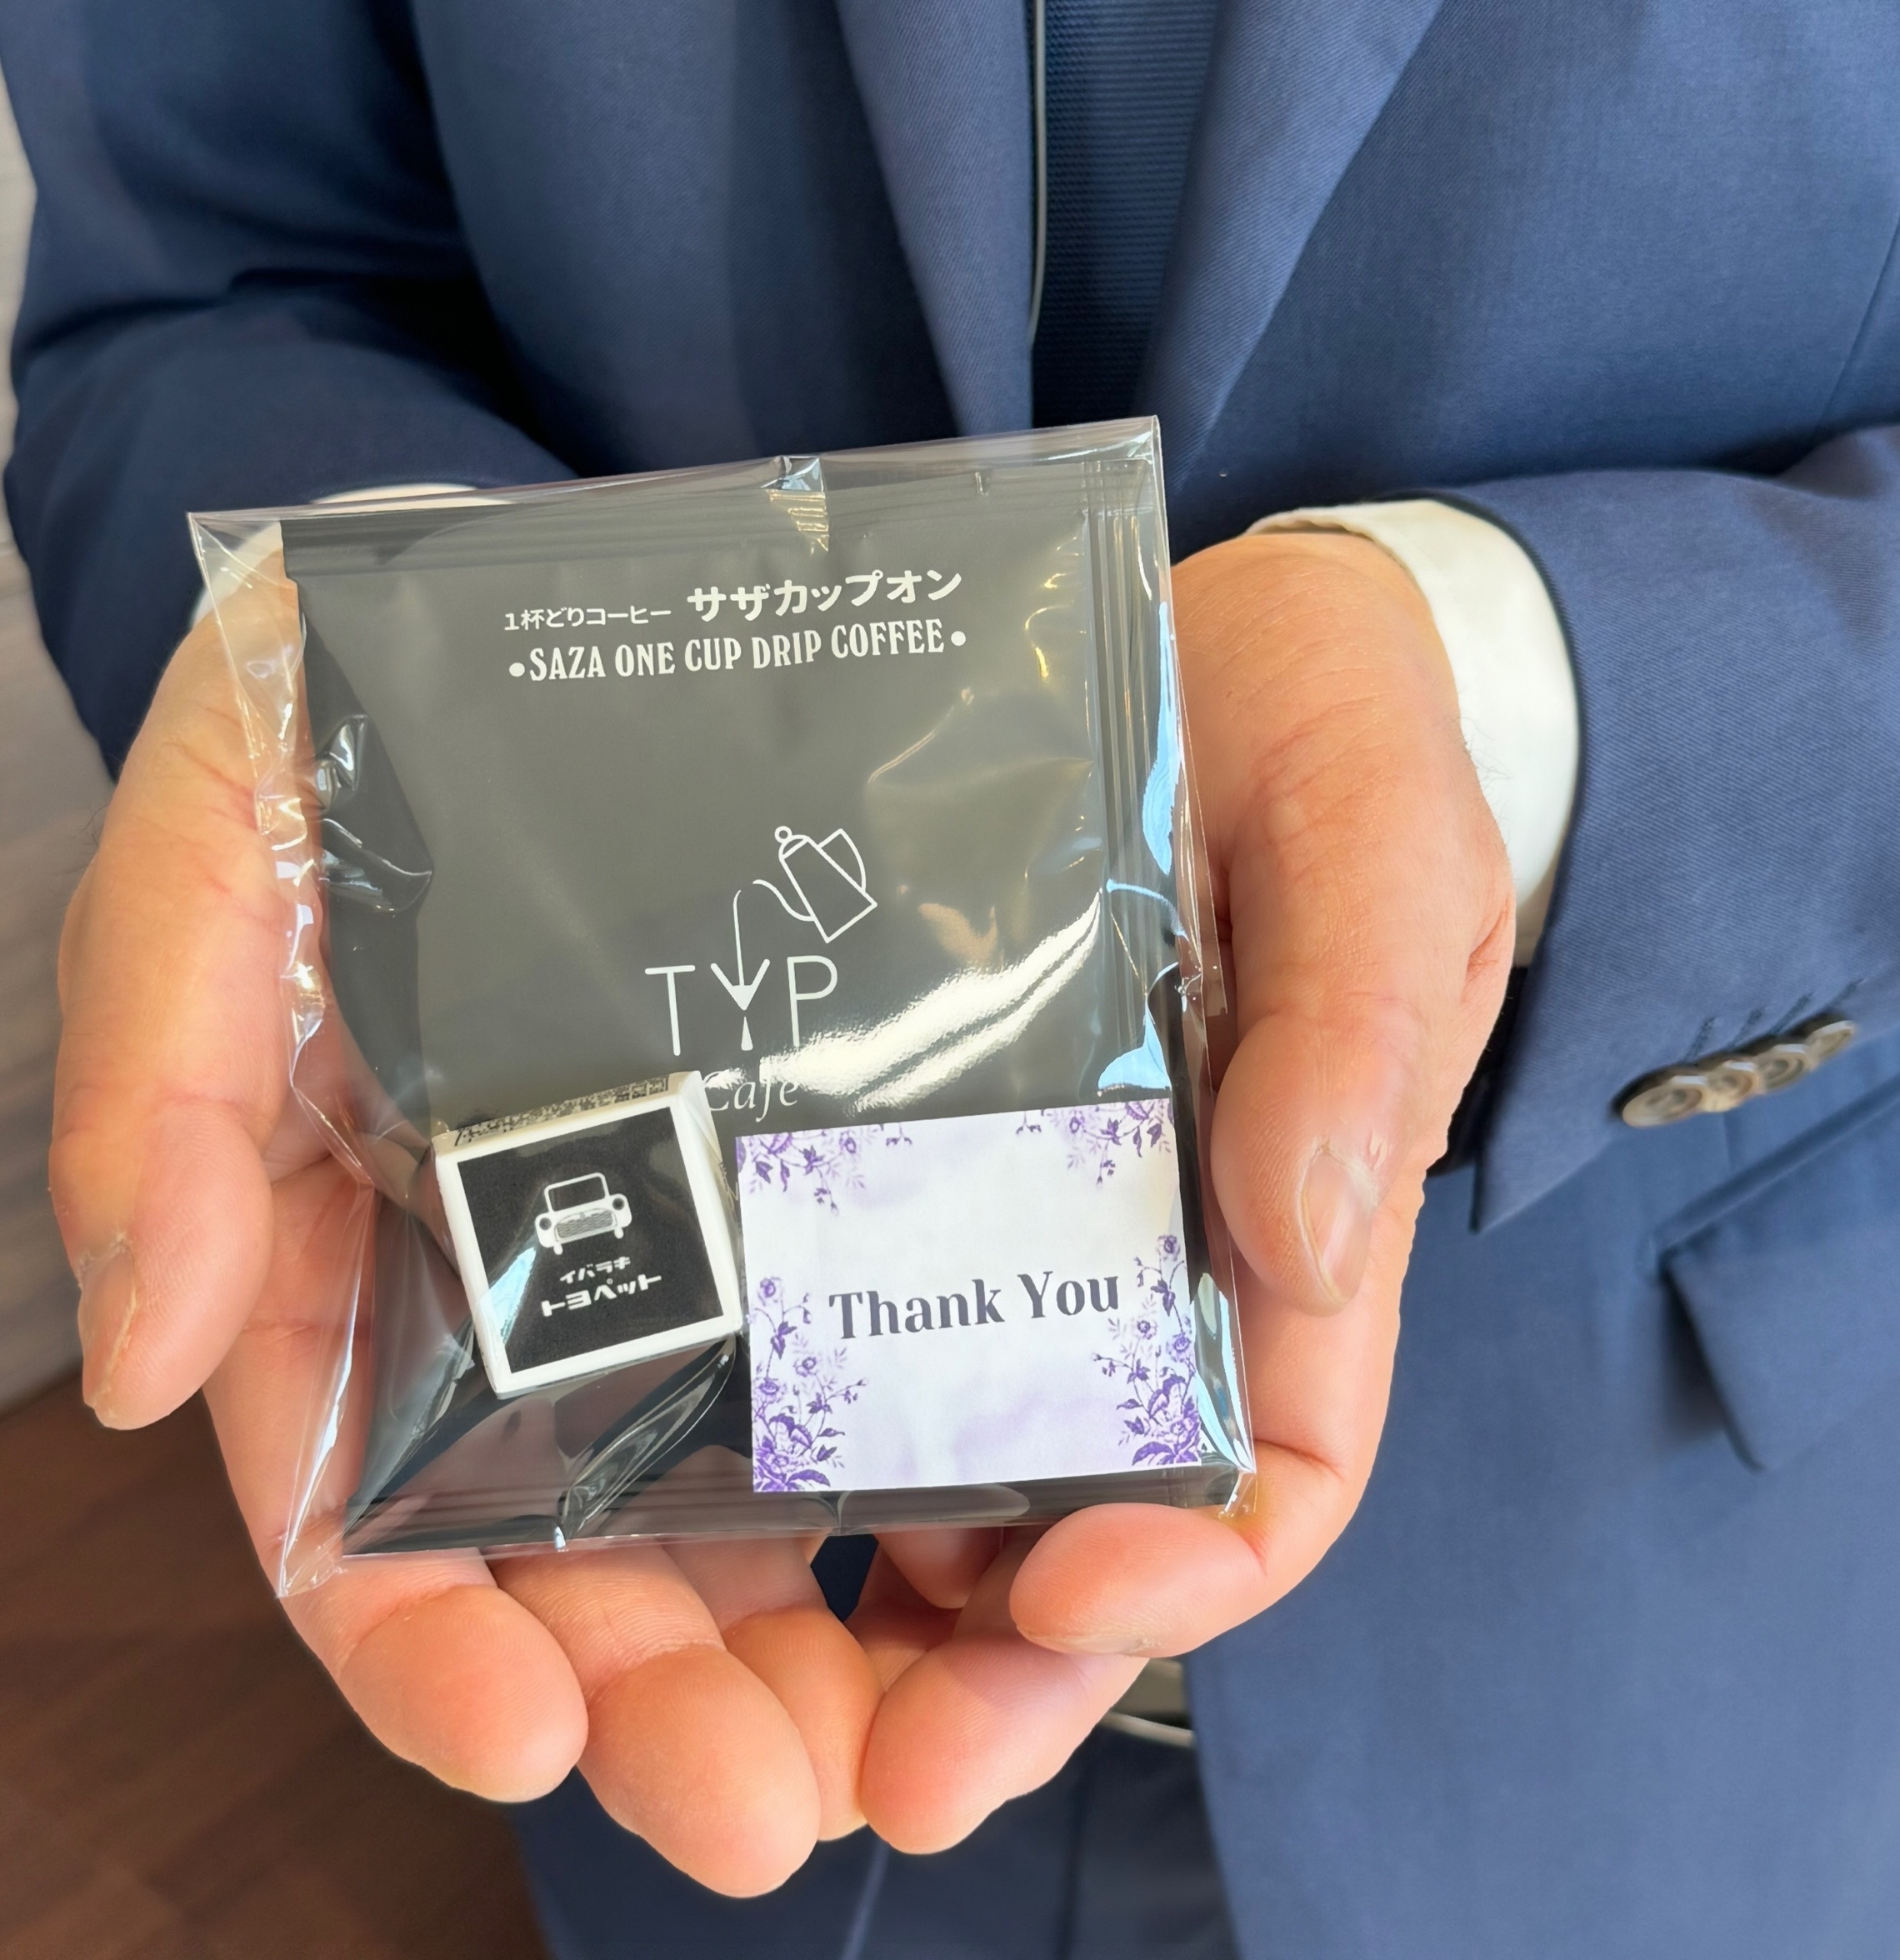 1杯どりコーヒー サザカップオン
•SAZA ONE CUP DRIP COFFEE•
TYP
Cafe
イバラキ
トヨペット
Thank You